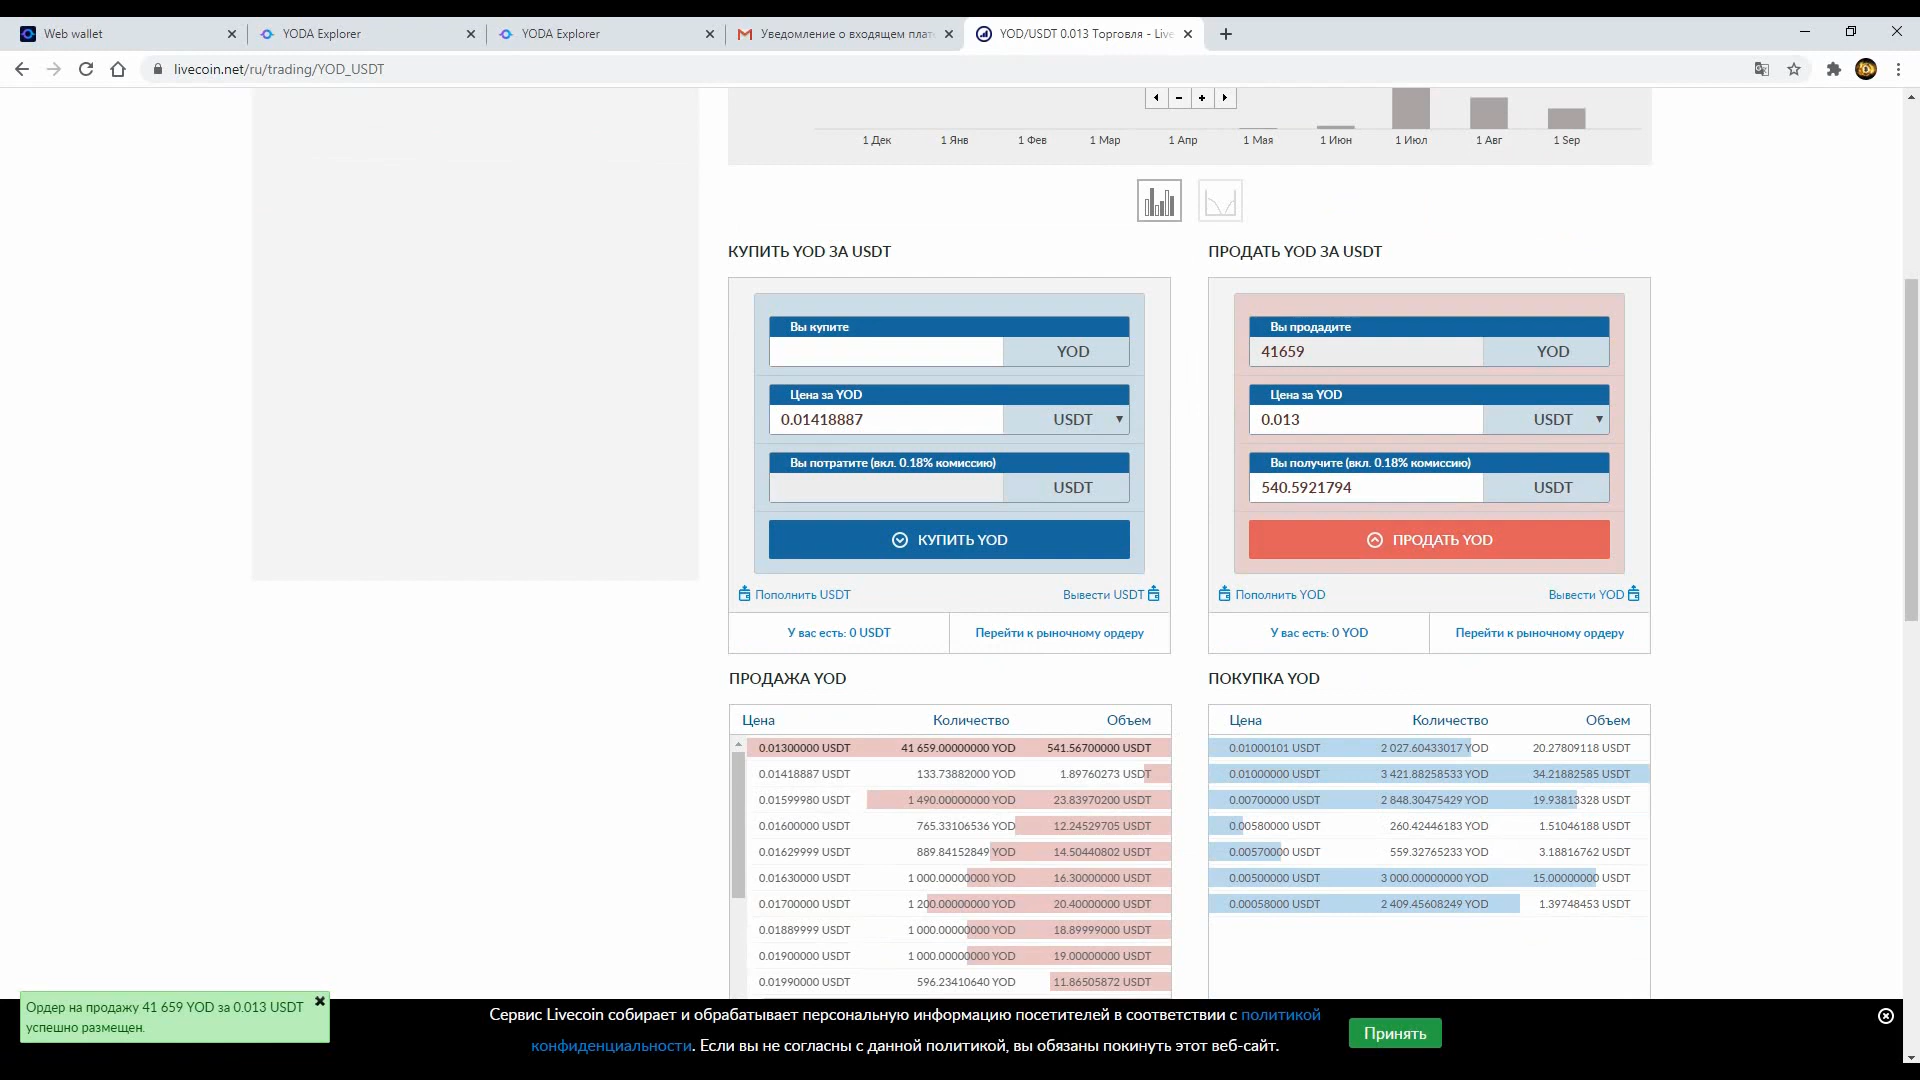 Web wallet
YODA Explorer
YODA Explorer
Уведомление о входящем плат
YOD/USDT 0.013 Торговля - Live
livecoin.net/ru/trading/YOD_USDT
1 Дек 1 Янв 1 Фев 1 Мар 1 Апр 1 Мая 1 Июн 1 Июл 1 Авг 1 Sep
КУПИТЬ YOD ЗА USDT
Вы купите
YOD
Цена за YOD
0.01418887 USDT
Вы потратите (вкл. 0.18% комиссию)
USDT
КУПИТЬ YOD
Пополнить USDT Вывести USDT
У вас есть: 0 USDT Перейти к рыночному ордеру
ПРОДАТЬ YOD ЗА USDT
Вы продадите
41659 YOD
Цена за YOD
0.013 USDT
Вы получите (вкл. 0.18% комиссию)
540.5921794 USDT
ПРОДАТЬ YOD
Пополнить YOD Вывести YOD
У вас есть: 0 YOD Перейти к рыночному ордеру
ПРОДАЖА YOD
Цена Количество Объем
0.01300000 USDT 41 659.00000000 YOD 541.56700000 USDT
0.01418887 USDT 133.73882000 YOD 1.89760273 USDT
0.01599980 USDT 1 490.00000000 YOD 23.83970200 USDT
0.01600000 USDT 765.33106536 YOD 12.24529705 USDT
0.01629999 USDT 889.84152849 YOD 14.50440802 USDT
0.01630000 USDT 1 000.00000000 YOD 16.30000000 USDT
0.01700000 USDT 1 200.00000000 YOD 20.40000000 USDT
0.01889999 USDT 1 000.00000000 YOD 18.89999000 USDT
0.01900000 USDT 1 000.00000000 YOD 19.00000000 USDT
0.01990000 USDT 596.23410640 YOD 11.86505872 USDT
ПОКУПКА YOD
Цена Количество Объем
0.01000101 USDT 2 027.60433017 YOD 20.27809118 USDT
0.01000000 USDT 3 421.88258533 YOD 34.21882585 USDT
0.00700000 USDT 2 848.30475429 YOD 19.93813328 USDT
0.00580000 USDT 260.42446183 YOD 1.51046188 USDT
0.00570000 USDT 559.32765233 YOD 3.18816762 USDT
0.00500000 USDT 3 000.00000000 YOD 15.00000000 USDT
0.00058000 USDT 2 409.45608249 YOD 1.39748453 USDT
Ордер на продажу 41 659 YOD за 0.013 USDT
успешно размещен.
Сервис Livecoin собирает и обрабатывает персональную информацию посетителей в соответствии с политикой
конфиденциальности. Если вы не согласны с данной политикой, вы обязаны покинуть этот веб-сайт.
Принять